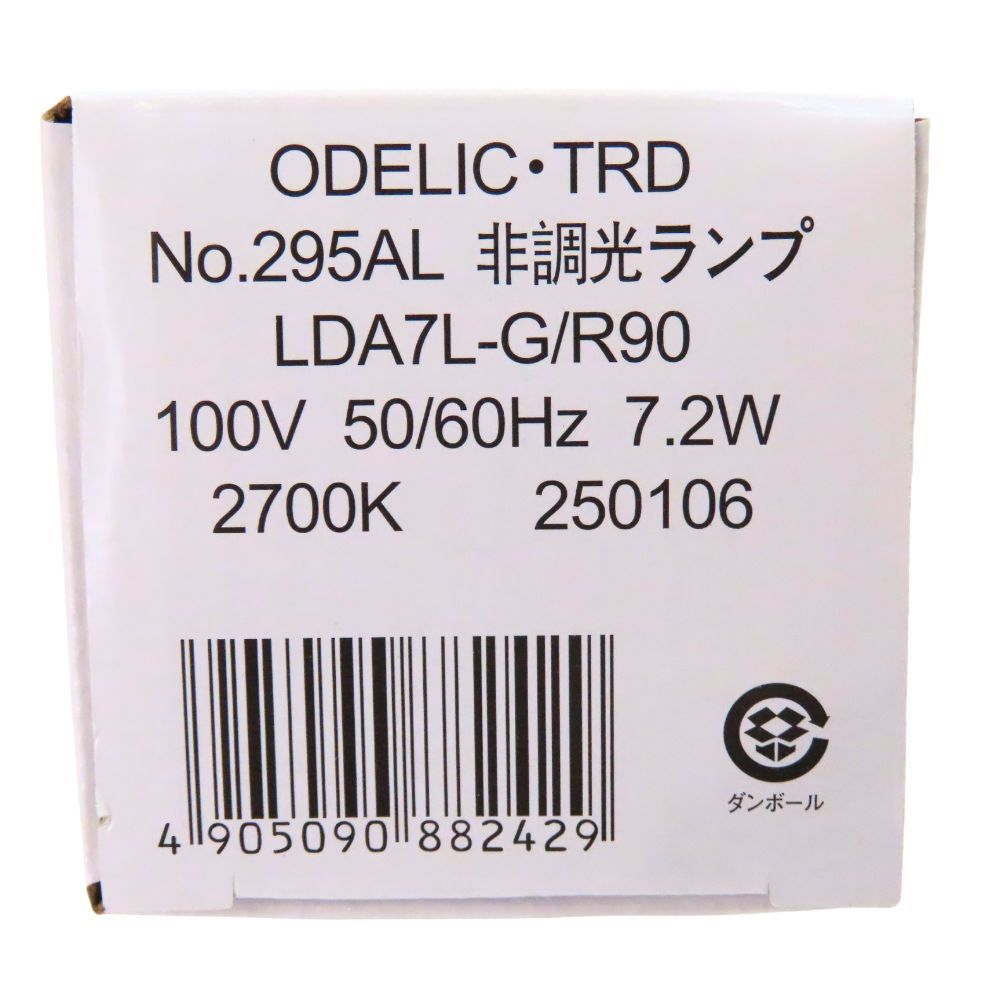 ODELIC・TRD
No.295AL 非調光ランプ
LDA7L-G/R90
100V 50/60Hz 7.2W
2700K 250106
4 905090 882429
ダンボール